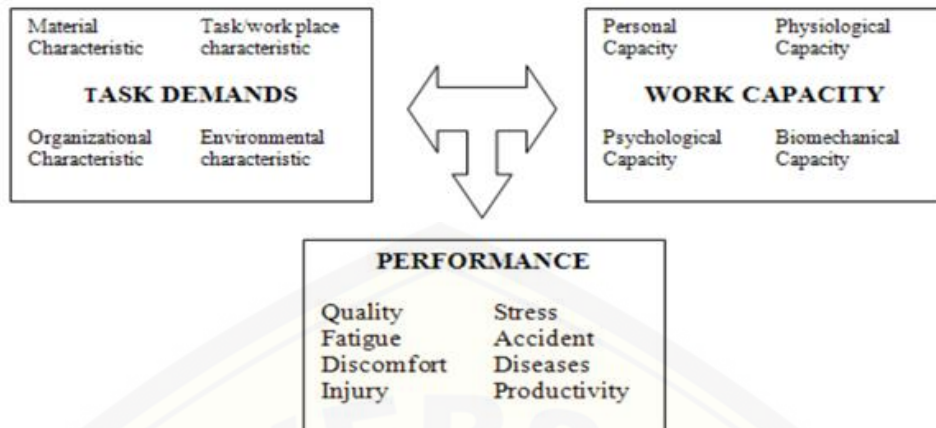 Material Characteristic
Task/work place characteristic
TASK DEMANDS
Organizational Characteristic
Environmental characteristic
Personal Capacity
Physiological Capacity
WORK CAPACITY
Psychological Capacity
Biomechanical Capacity
PERFORMANCE
Quality Stress
Fatigue Accident
Discomfort Diseases
Injury Productivity